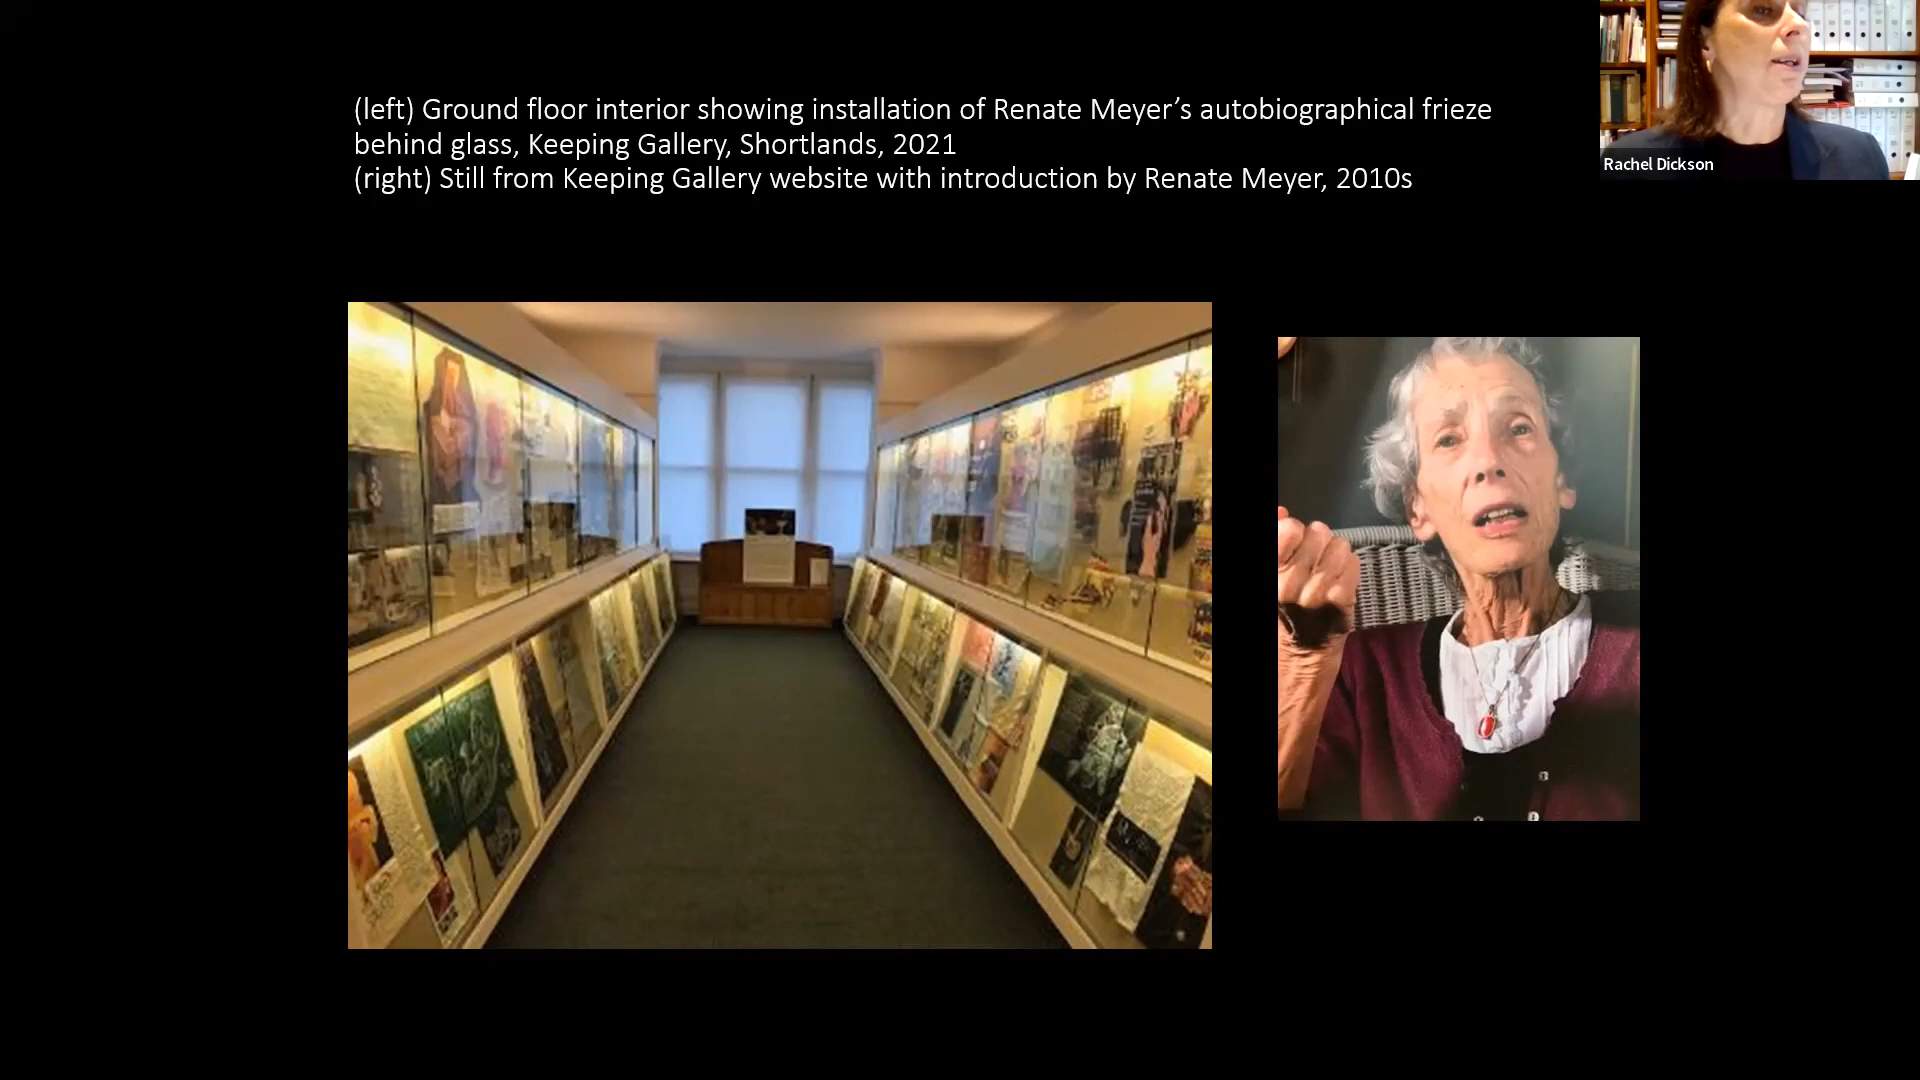 (left) Ground floor interior showing installation of Renate Meyer’s autobiographical frieze
behind glass, Keeping Gallery, Shortlands, 2021
(right) Still from Keeping Gallery website with introduction by Renate Meyer, 2010s
Rachel Dickson